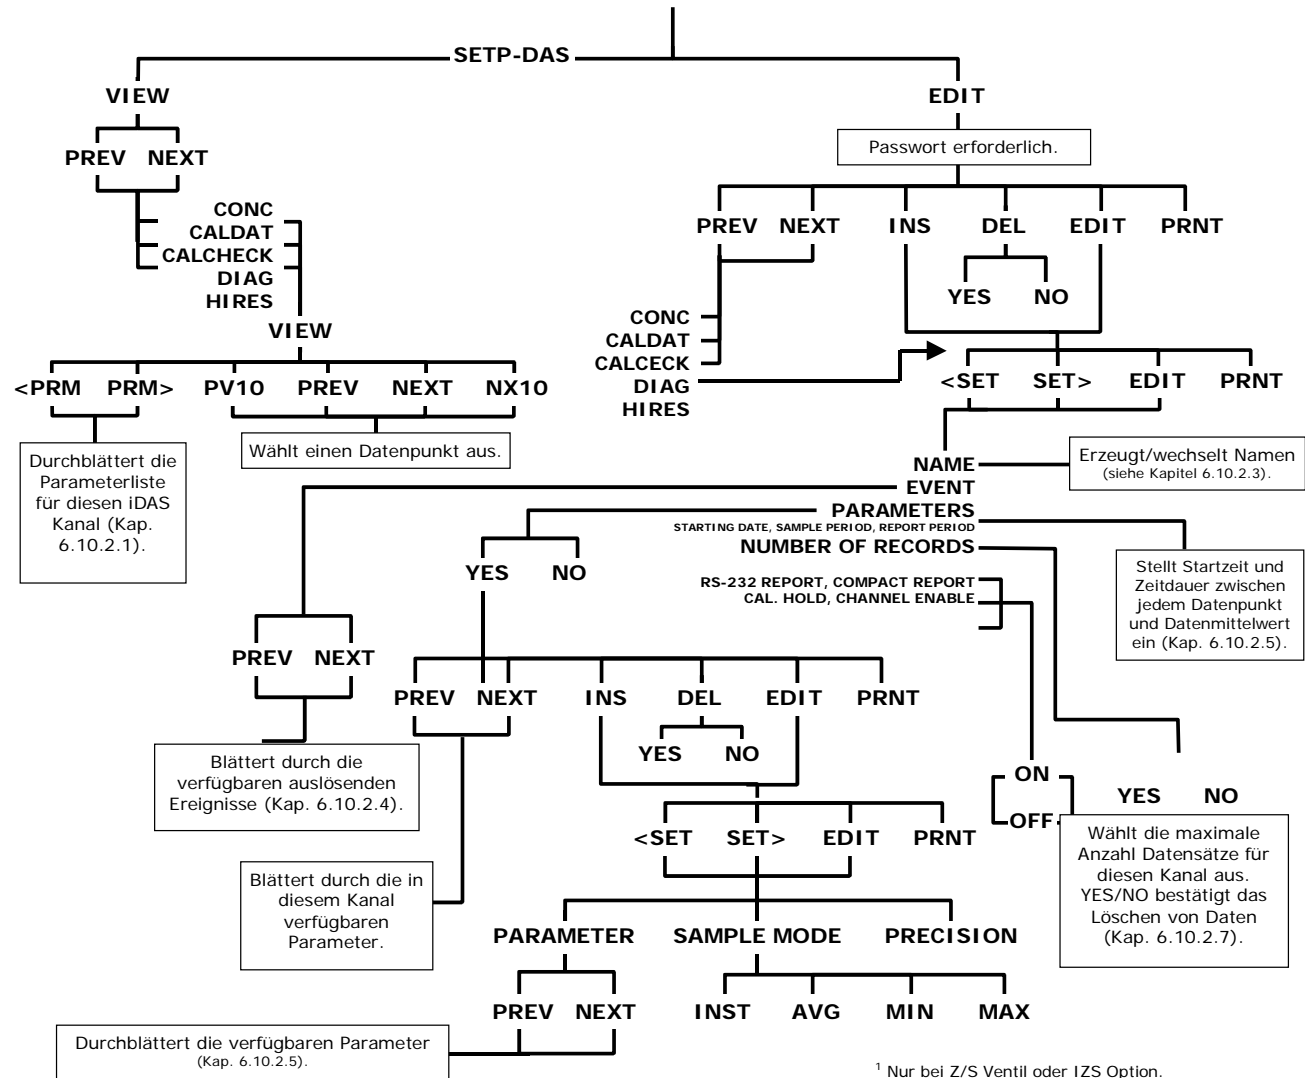 SETP-DAS
VIEW
EDIT
Passwort erforderlich.
PREV NEXT
CONC
CALDAT
CALCHECK
DIAG
HIRES
VIEW
<PRM PRM> PV10 PREV NEXT NX10
Durchblättert die
Parameterliste
für diesen iDAS
Kanal (Kap.
6.10.2.1).
Wählt einen Datenpunkt aus.
PREV NEXT INS DEL EDIT PRNT
YES NO
CONC
CALDAT
CALCECK
DIAG
HIRES
<SET SET> EDIT PRNT
NAME
Erzeugt/wechselt Namen
(siehe Kapitel 6.10.2.3).
EVENT
PARAMETERS
STARTING DATE, SAMPLE PERIOD, REPORT PERIOD
NUMBER OF RECORDS
RS-232 REPORT, COMPACT REPORT
CAL. HOLD, CHANNEL ENABLE
Stellt Startzeit und
Zeitdauer zwischen
jedem Datenpunkt
und Datenmittelwert
ein (Kap. 6.10.2.5).
YES NO
PREV NEXT
Blättert durch die
verfügbaren auslösenden
Ereignisse (Kap. 6.10.2.4).
PREV NEXT INS DEL EDIT PRNT
YES NO
Blättert durch die in
diesem Kanal
verfügbaren
Parameter.
<SET SET> EDIT PRNT
ON
OFF
YES NO
Wählt die maximale
Anzahl Datensätze für
diesen Kanal aus.
YES/NO bestätigt das
Löschen von Daten
(Kap. 6.10.2.7).
PARAMETER SAMPLE MODE PRECISION
PREV NEXT
INST AVG MIN MAX
Durchblättert die verfügbaren Parameter
(Kap. 6.10.2.5).
1 Nur bei Z/S Ventil oder IZS Option.